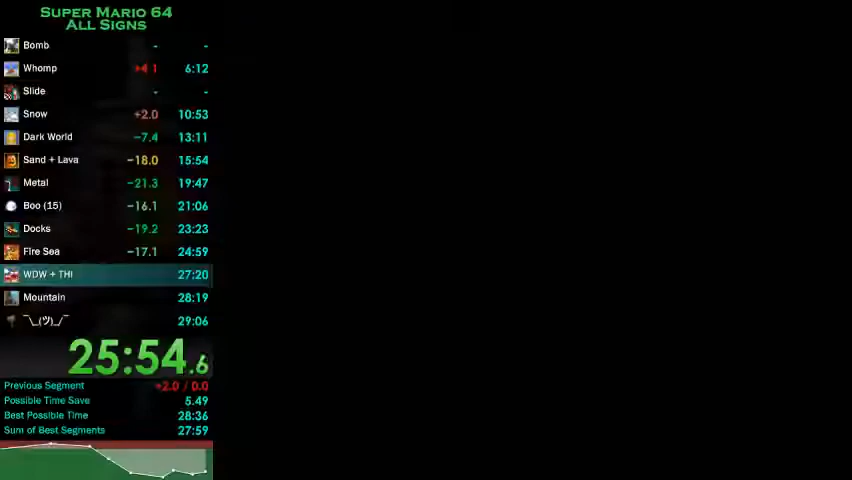 Super Mario 64
All Signs
Bomb - -
Whomp +4.1 6:12
Slide - -
Snow +2.0 10:53
Dark World -7.4 13:11
Sand + Lava -18.0 15:54
Metal -21.3 19:47
Boo (15) -16.1 21:06
Docks -19.2 23:23
Fire Sea -17.1 24:59
WDW + THI 27:20
Mountain 28:19
¯\_(ツ)_/¯ 29:06
25:54.6
Previous Segment +2.0 / 0.0
Possible Time Save 5.49
Best Possible Time 28:36
Sum of Best Segments 27:59